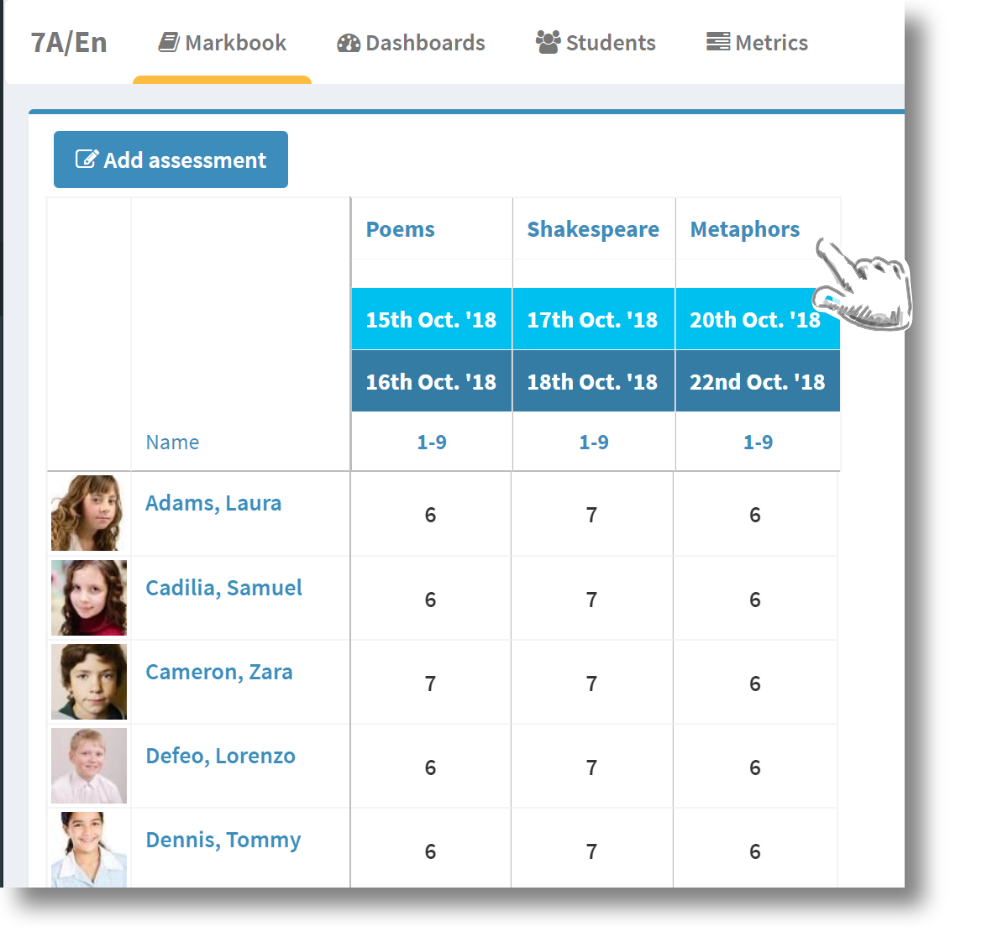 7A/En Markbook Dashboards Students Metrics
Add assessment
Poems Shakespeare Metaphors
15th Oct. '18 17th Oct. '18 20th Oct. '18
16th Oct. '18 18th Oct. '18 22nd Oct. '18
Name 1-9 1-9 1-9
Adams, Laura 6 7 6
Cadilia, Samuel 6 7 6
Cameron, Zara 7 7 6
Defeo, Lorenzo 6 7 6
Dennis, Tommy 6 7 6